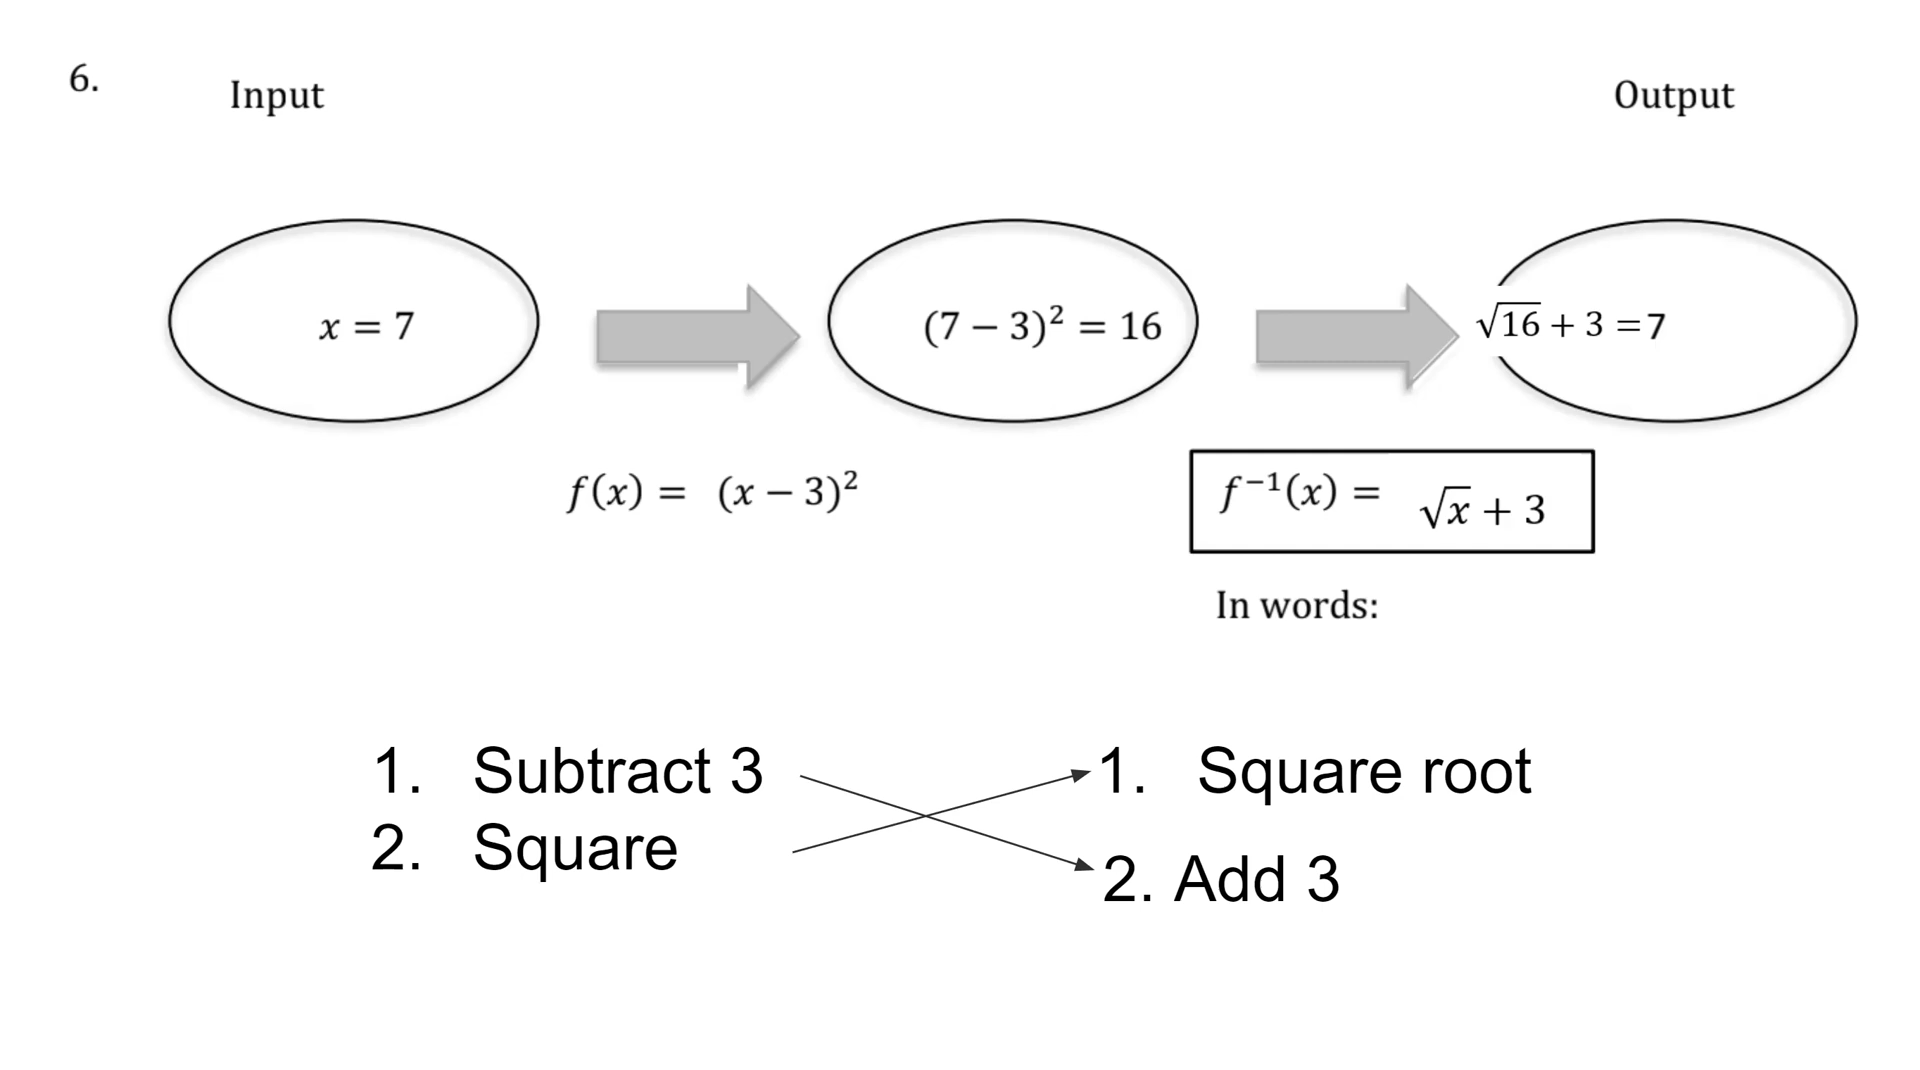 6.
Input
Output
x = 7
(7 − 3)² = 16
√16 + 3 = 7
f(x) = (x − 3)²
f⁻¹(x) = √x + 3
In words:
1. Subtract 3
1. Square root
2. Square
2. Add 3